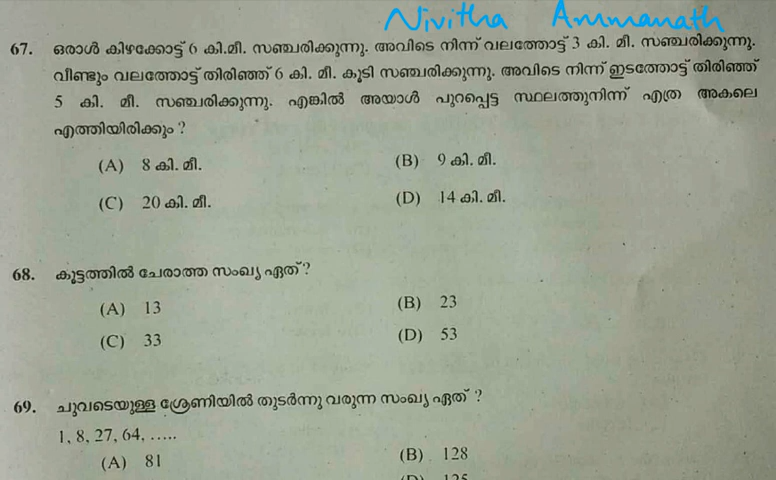 Nivitha Ammanath
67. ഒരാൾ കിഴക്കോട്ട് 6 കി.മീ. സഞ്ചരിക്കുന്നു. അവിടെ നിന്ന് വലത്തോട്ട് 3 കി. മീ. സഞ്ചരിക്കുന്നു.
വീണ്ടും വലത്തോട്ട് തിരിഞ്ഞ് 6 കി. മീ. കൂടി സഞ്ചരിക്കുന്നു. അവിടെ നിന്ന് ഇടത്തോട്ട് തിരിഞ്ഞ്
5 കി. മീ. സഞ്ചരിക്കുന്നു. എങ്കിൽ അയാൾ പുറപ്പെട്ട സ്ഥലത്തുനിന്ന് എത്ര അകലെ
എത്തിയിരിക്കും ?
(A) 8 കി. മീ. (B) 9 കി. മീ.
(C) 20 കി. മീ. (D) 14 കി. മീ.
68. കൂട്ടത്തിൽ ചേരാത്ത സംഖ്യ ഏത് ?
(A) 13 (B) 23
(C) 33 (D) 53
69. ചുവടെയുള്ള ശ്രേണിയിൽ തുടർന്നു വരുന്ന സംഖ്യ ഏത് ?
1, 8, 27, 64, .....
(A) 81 (B) 128
(D) 125